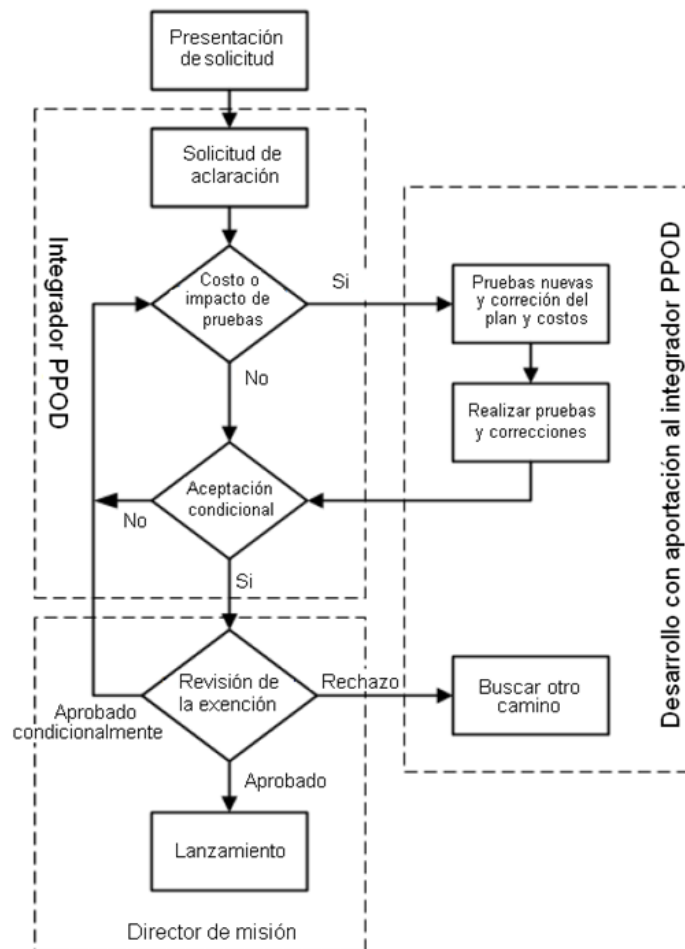 Presentación
de solicitud
Solicitud de
aclaración
Integrador PPOD
Costo o
impacto de
pruebas
Si
Pruebas nuevas
y correción del
plan y costos
No
Realizar pruebas
y correcciones
Aceptación
condicional
No
Si
Desarrollo con aportación al integrador PPOD
Revisión de
la exención
Rechazo
Buscar otro
camino
Aprobado
condicionalmente
Aprobado
Lanzamiento
Director de misión